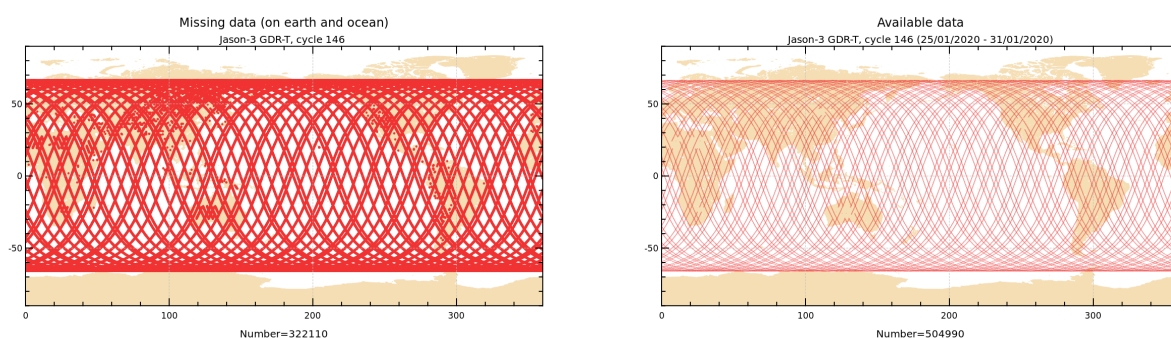 Missing data (on earth and ocean)
Jason-3 GDR-T, cycle 146
50
0
-50
0
100
200
300
Number=322110
Available data
Jason-3 GDR-T, cycle 146 (25/01/2020 - 31/01/2020)
50
0
-50
0
100
200
300
Number=504990